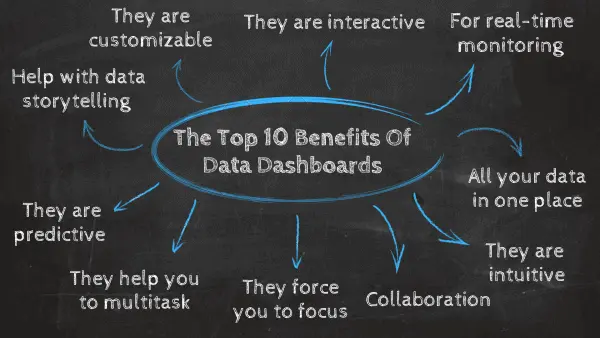 They are
customizable
They are interactive
For real-time
monitoring
Help with data
storytelling
The Top 10 Benefits Of
Data Dashboards
All your data
in one place
They are
predictive
They are
intuitive
They help you
to multitask
They force
you to focus
Collaboration